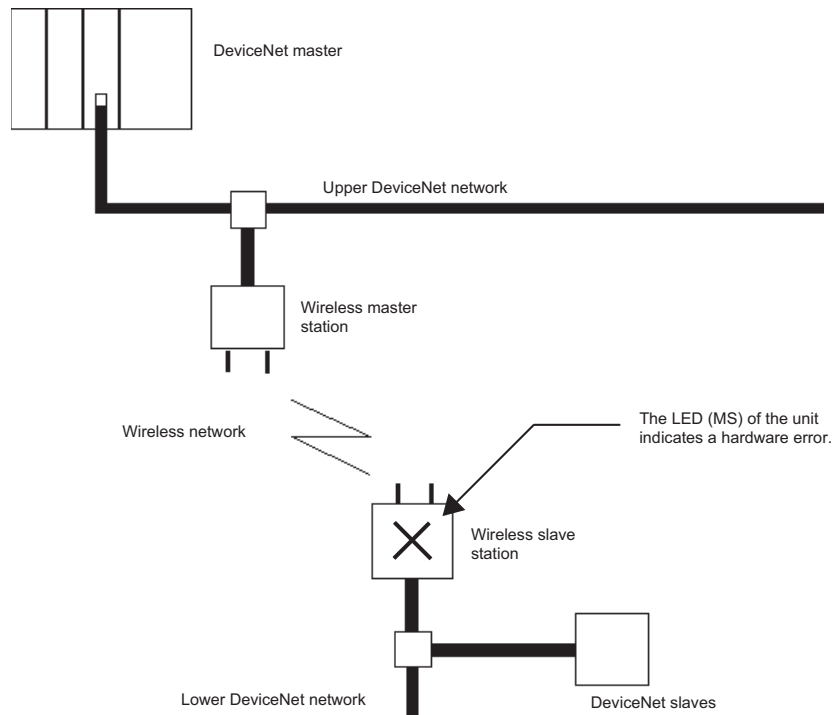 DeviceNet master
Upper DeviceNet network
Wireless master
station
Wireless network
The LED (MS) of the unit
indicates a hardware error.
Wireless slave
station
Lower DeviceNet network
DeviceNet slaves